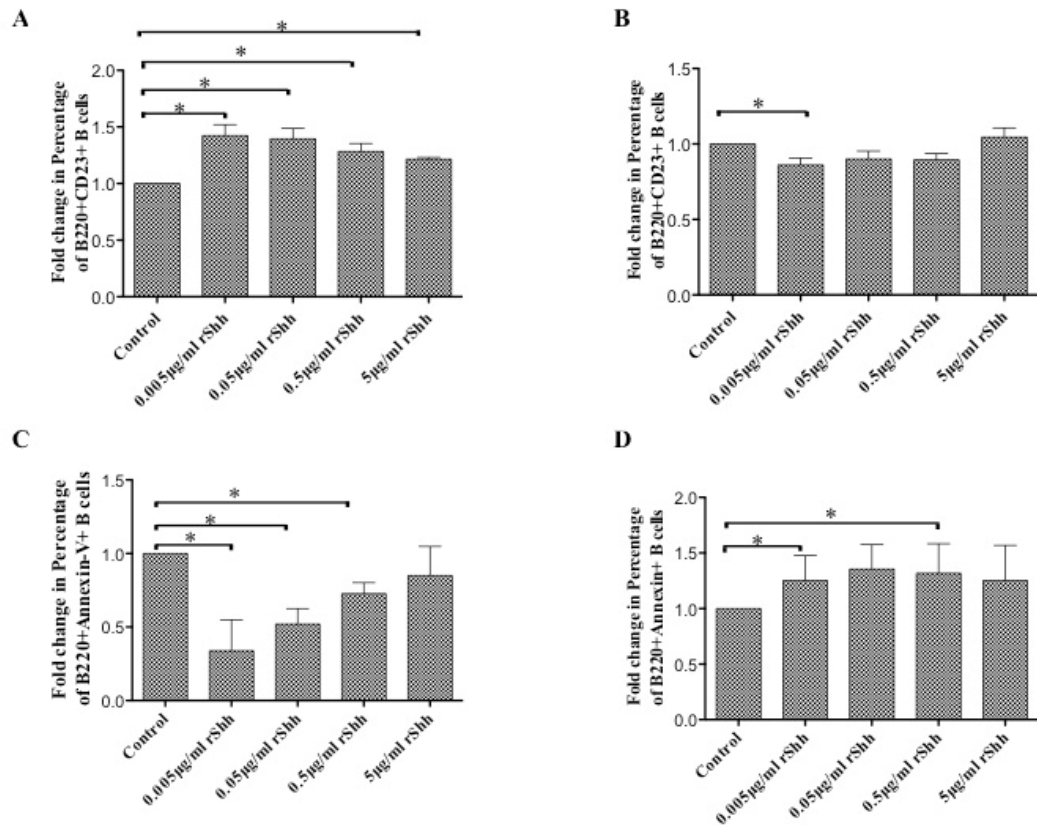 A
*
*
*
*
Fold change in Percentage
of B220+CD23+ B cells
2.0
1.5
1.0
0.5
0.0
Control
0.005μg/ml rShh
0.05μg/ml rShh
0.5μg/ml rShh
5μg/ml rShh
B
*
Fold change in Percentage
of B220+CD23+ B cells
1.5
1.0
0.5
0.0
Control
0.005μg/ml rShh
0.05μg/ml rShh
0.5μg/ml rShh
5μg/ml rShh
C
*
*
*
Fold change in Percentage
of B220+Annexin-V+ B cells
1.5
1.0
0.5
0.0
Control
0.005μg/ml rShh
0.05μg/ml rShh
0.5μg/ml rShh
5μg/ml rShh
D
*
*
Fold change in Percentage
of B220+Annexin+ B cells
2.0
1.5
1.0
0.5
0.0
Control
0.005μg/ml rShh
0.05μg/ml rShh
0.5μg/ml rShh
5μg/ml rShh